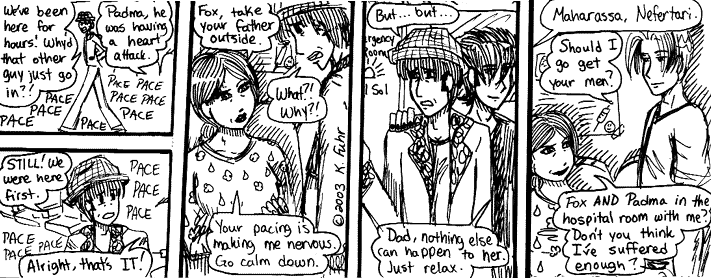 We've been
here for
hours! Why'd
that other
guy just go
in?!
Padma, he
was having
a heart
attack.
PACE PACE
PACE PACE
PACE
PACE
PACE
PACE
PACE
STILL! We
were here
first.
PACE
PACE
PACE
PACE
PACE PACE
Alright, that's IT!
Fox, take
your father
outside.
What?!
Why?!
Your pacing is
making me nervous.
Go calm down.
©2003 K. Fuhr
But... but...
rgency
Room
Dad, nothing else
can happen to her.
Just relax.
Maharassa, Nefertari.
Should I
go get
your men?
Fox AND Padma in the
hospital room with me?
Don't you think
I've suffered
enough?